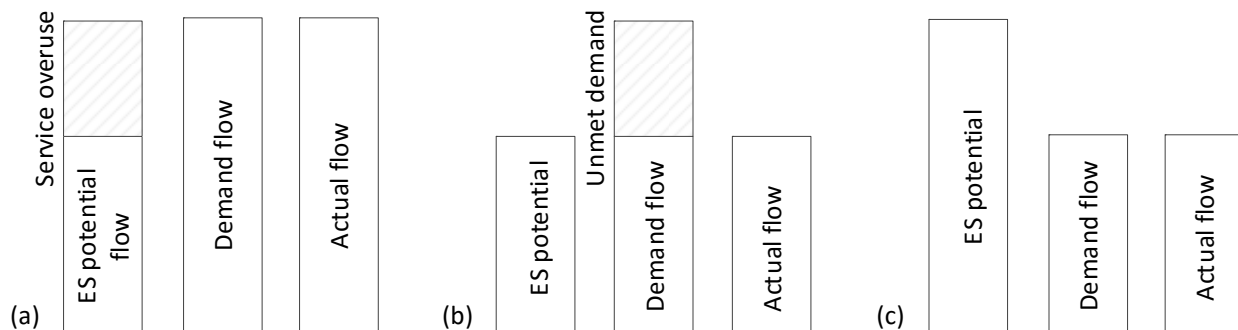 Service overuse
ES potential
flow
Demand flow
Actual flow
(a)
Unmet demand
ES potential
Demand flow
Actual flow
(b)
ES potential
Demand flow
Actual flow
(c)